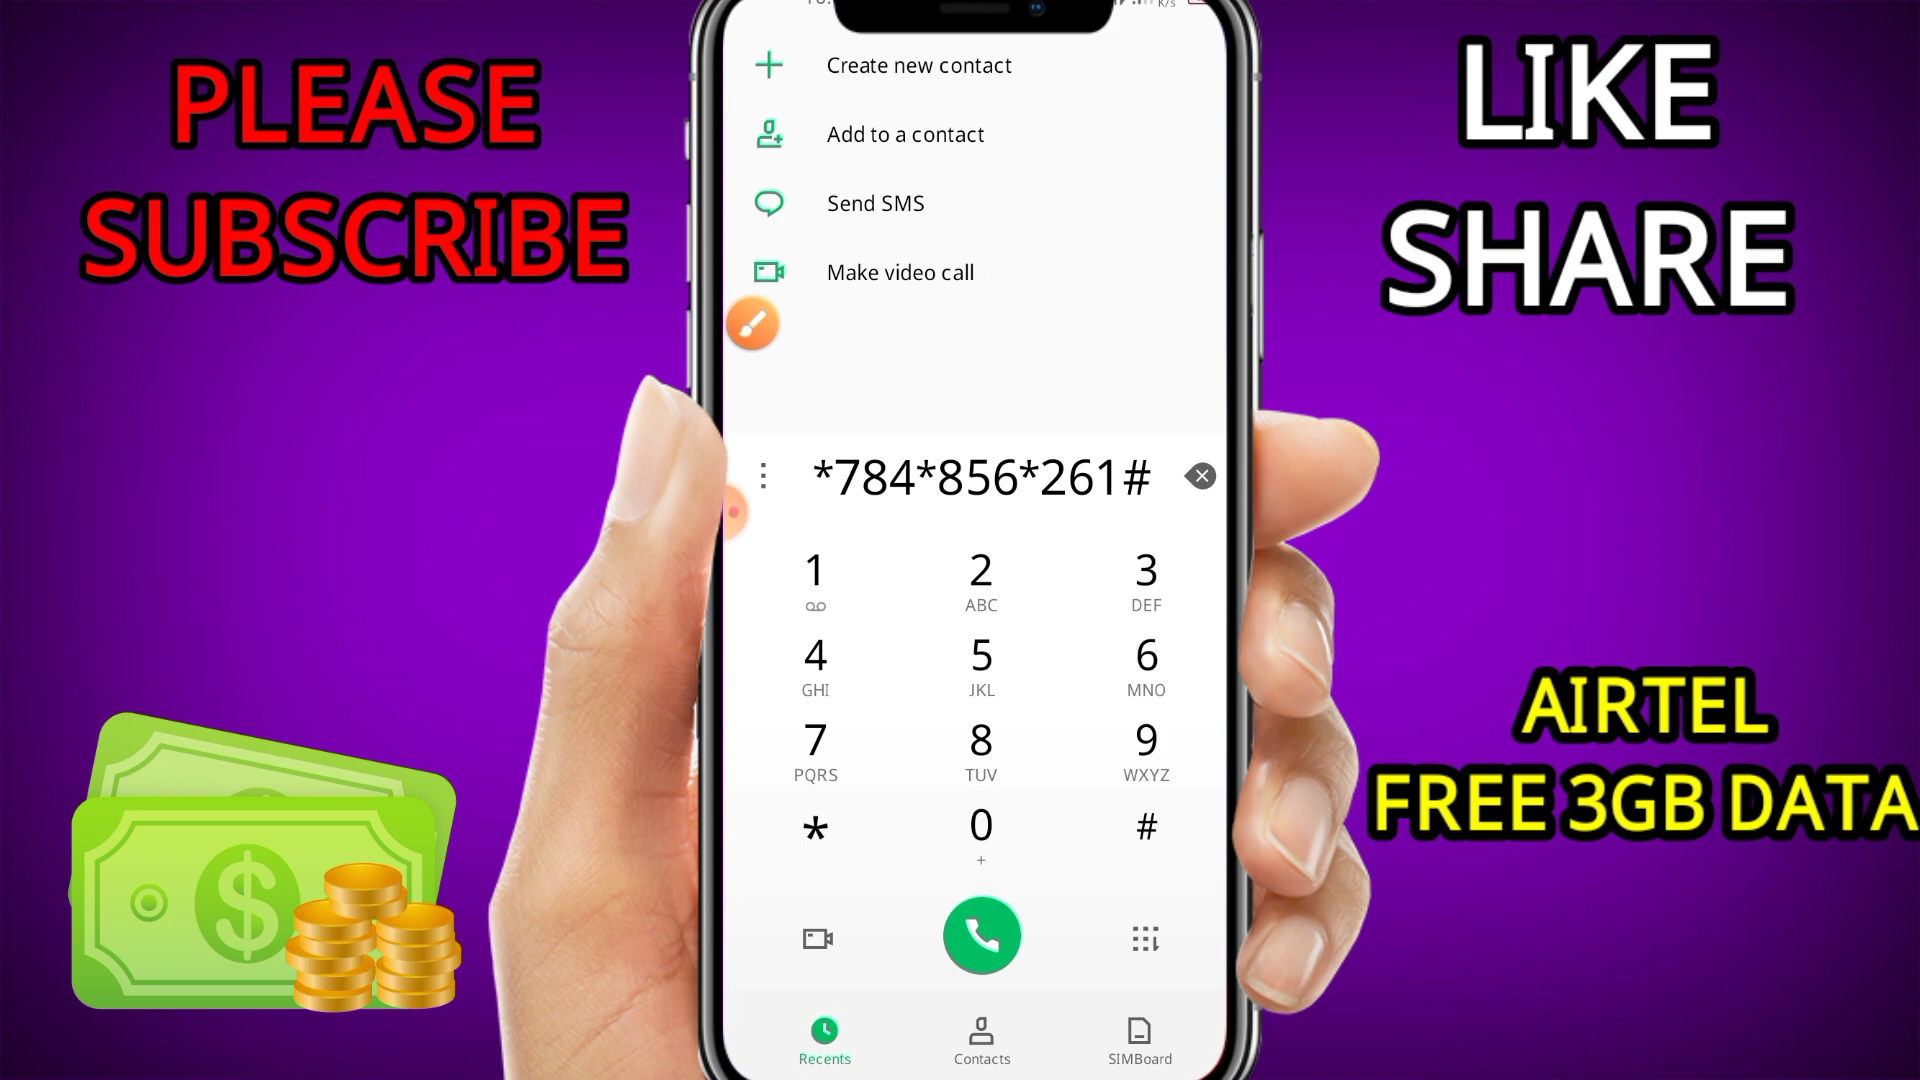 PLEASE
SUBSCRIBE
LIKE
SHARE
K/s
Create new contact
Add to a contact
Send SMS
Make video call
*784*856*261#
1
2
ABC
3
DEF
4
GHI
5
JKL
6
MNO
7
PQRS
8
TUV
9
WXYZ
*
0
+
#
Recents
Contacts
SIMBoard
AIRTEL
FREE 3GB DATA
$